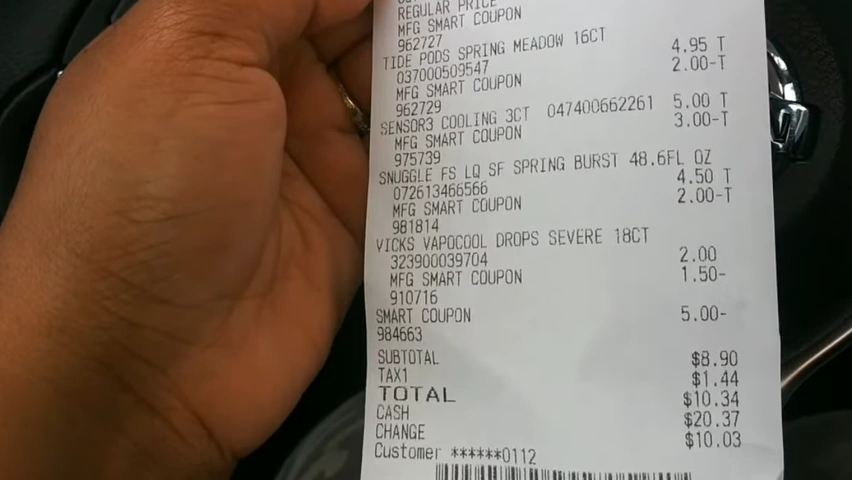 REGULAR PRICE
MFG SMART COUPON
962727
TIDE PODS SPRING MEADOW 16CT 4.95 T
037000509547 2.00-T
MFG SMART COUPON
962729
SENSOR3 COOLING 3CT 047400662261 5.00 T
MFG SMART COUPON 3.00-T
975739
SNUGGLE FS LQ SF SPRING BURST 48.6FL OZ
072613466566 4.50 T
MFG SMART COUPON 2.00-T
981814
VICKS VAPOCOOL DROPS SEVERE 18CT
323900039704 2.00
MFG SMART COUPON 1.50-
910716
SMART COUPON 5.00-
984663
SUBTOTAL $8.90
TAX1 $1.44
TOTAL $10.34
CASH $20.37
CHANGE $10.03
Customer ******0112